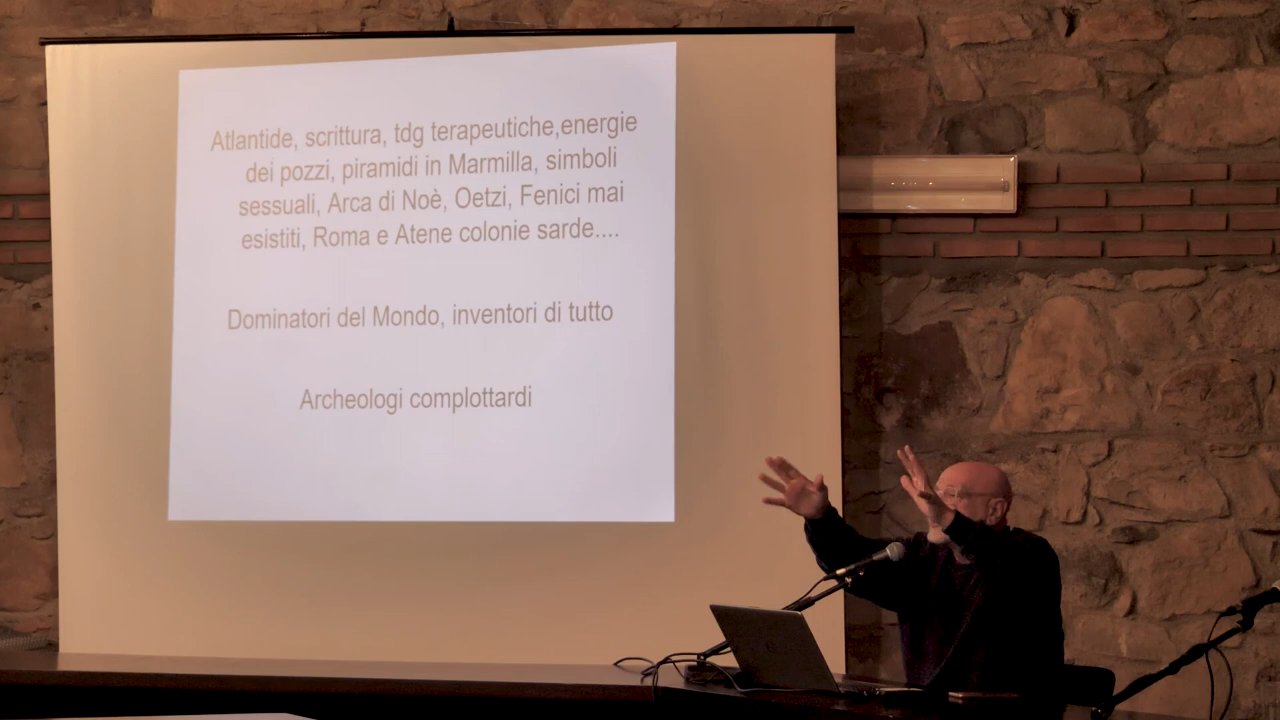 Atlantide, scrittura, tdg terapeutiche,energie
dei pozzi, piramidi in Marmilla, simboli
sessuali, Arca di Noè, Oetzi, Fenici mai
esistiti, Roma e Atene colonie sarde....
Dominatori del Mondo, inventori di tutto
Archeologi complottardi